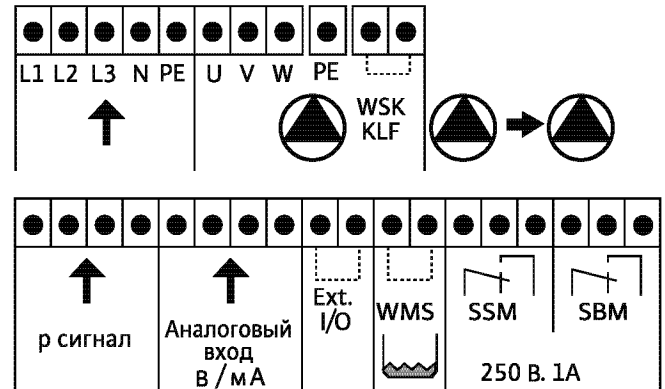 L1 L2 L3 N PE U V W PE
WSK
KLF
p сигнал
Аналоговый
вход
В / мА
Ext.
I/O
WMS
SSM
SBM
250 В. 1А